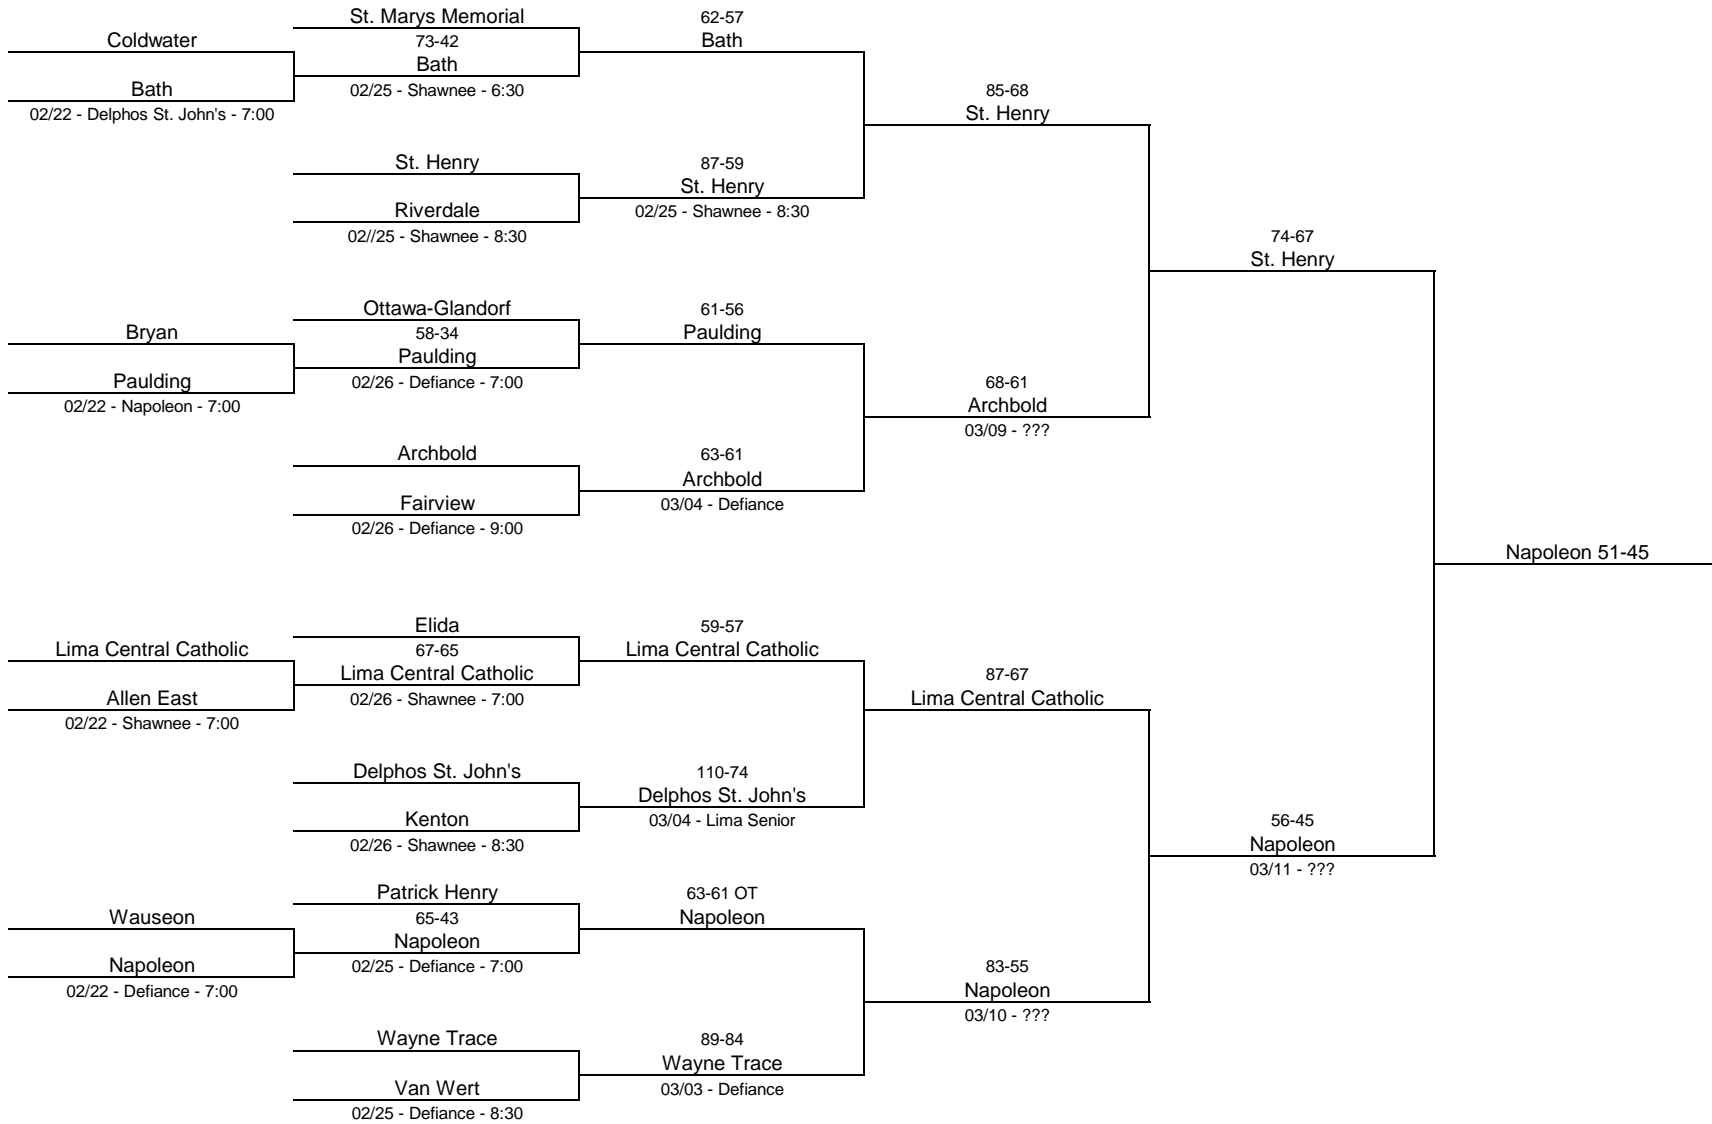 St. Marys Memorial
62-57
Coldwater
73-42
Bath
Bath
Bath
02/25 - Shawnee - 6:30
85-68
02/22 - Delphos St. John's - 7:00
St. Henry
St. Henry
87-59
St. Henry
Riverdale
02/25 - Shawnee - 8:30
02//25 - Shawnee - 8:30
74-67
St. Henry
Ottawa-Glandorf
61-56
Bryan
58-34
Paulding
Paulding
Paulding
02/26 - Defiance - 7:00
68-61
02/22 - Napoleon - 7:00
Archbold
03/09 - ???
Archbold
63-61
Archbold
Fairview
03/04 - Defiance
02/26 - Defiance - 9:00
Napoleon 51-45
Elida
59-57
Lima Central Catholic
67-65
Lima Central Catholic
Lima Central Catholic
87-67
Allen East
02/26 - Shawnee - 7:00
Lima Central Catholic
02/22 - Shawnee - 7:00
Delphos St. John's
110-74
Delphos St. John's
Kenton
03/04 - Lima Senior
56-45
02/26 - Shawnee - 8:30
Napoleon
03/11 - ???
Patrick Henry
63-61 OT
Wauseon
65-43
Napoleon
Napoleon
Napoleon
02/25 - Defiance - 7:00
83-55
02/22 - Defiance - 7:00
Napoleon
03/10 - ???
Wayne Trace
89-84
Wayne Trace
Van Wert
03/03 - Defiance
02/25 - Defiance - 8:30